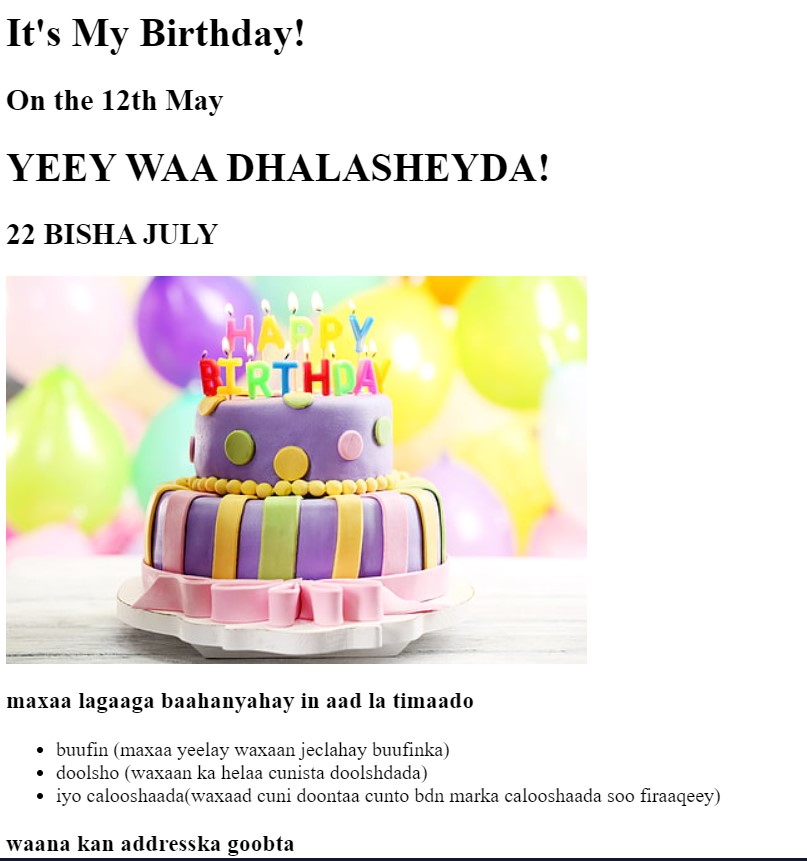 It's My Birthday!
On the 12th May
YEEY WAA DHALASHEYDA!
22 BISHA JULY
HAPPY
BIRTHDAY
maxaa lagaaga baahanyahay in aad la timaado
buufin (maxaa yeelay waxaan jeclahay buufinka)
doolsho (waxaan ka helaa cunista doolshdada)
iyo calooshaada(waxaad cuni doontaa cunto bdn marka calooshaada soo firaaqeey)
waana kan addresska goobta